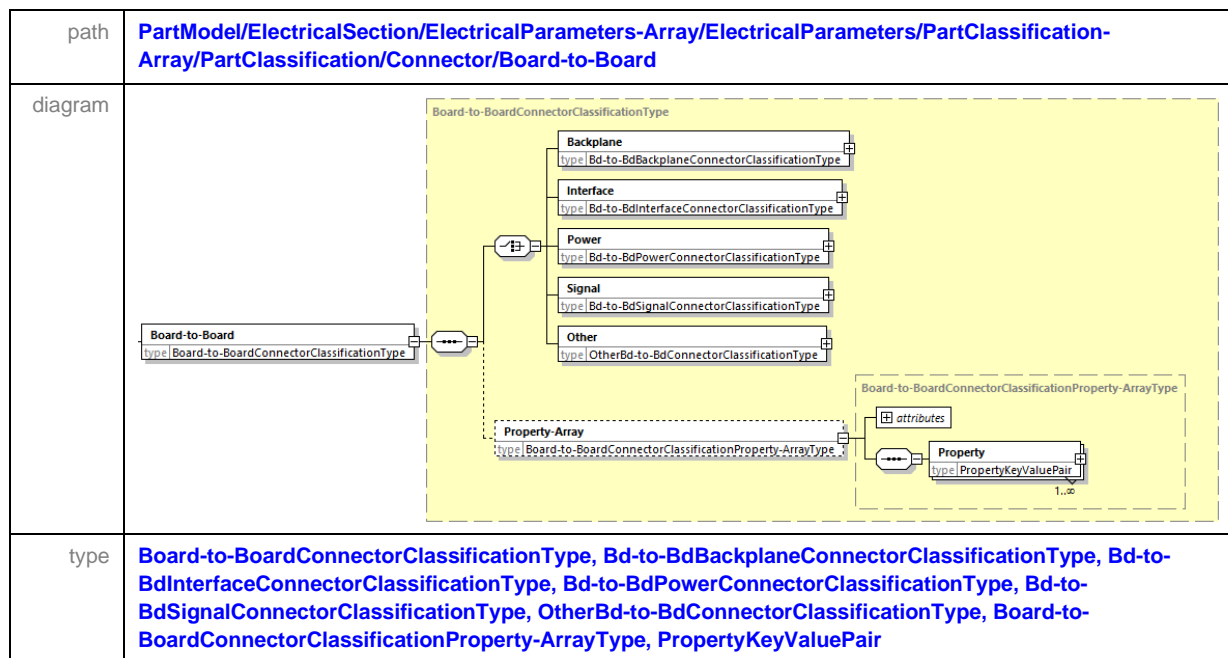 path
PartModel/ElectricalSection/ElectricalParameters-Array/ElectricalParameters/PartClassification-
Array/PartClassification/Connector/Board-to-Board
diagram
Board-to-BoardConnectorClassificationType
Backplane
type Bd-to-BdBackplaneConnectorClassificationType
Interface
type Bd-to-BdInterfaceConnectorClassificationType
Power
type Bd-to-BdPowerConnectorClassificationType
Signal
type Bd-to-BdSignalConnectorClassificationType
Board-to-Board
type Board-to-BoardConnectorClassificationType
Other
type OtherBd-to-BdConnectorClassificationType
Board-to-BoardConnectorClassificationProperty-ArrayType
attributes
Property-Array
type Board-to-BoardConnectorClassificationProperty-ArrayType
Property
type PropertyKeyValuePair
1..∞
type
Board-to-BoardConnectorClassificationType, Bd-to-BdBackplaneConnectorClassificationType, Bd-to-
BdInterfaceConnectorClassificationType, Bd-to-BdPowerConnectorClassificationType, Bd-to-
BdSignalConnectorClassificationType, OtherBd-to-BdConnectorClassificationType, Board-to-
BoardConnectorClassificationProperty-ArrayType, PropertyKeyValuePair